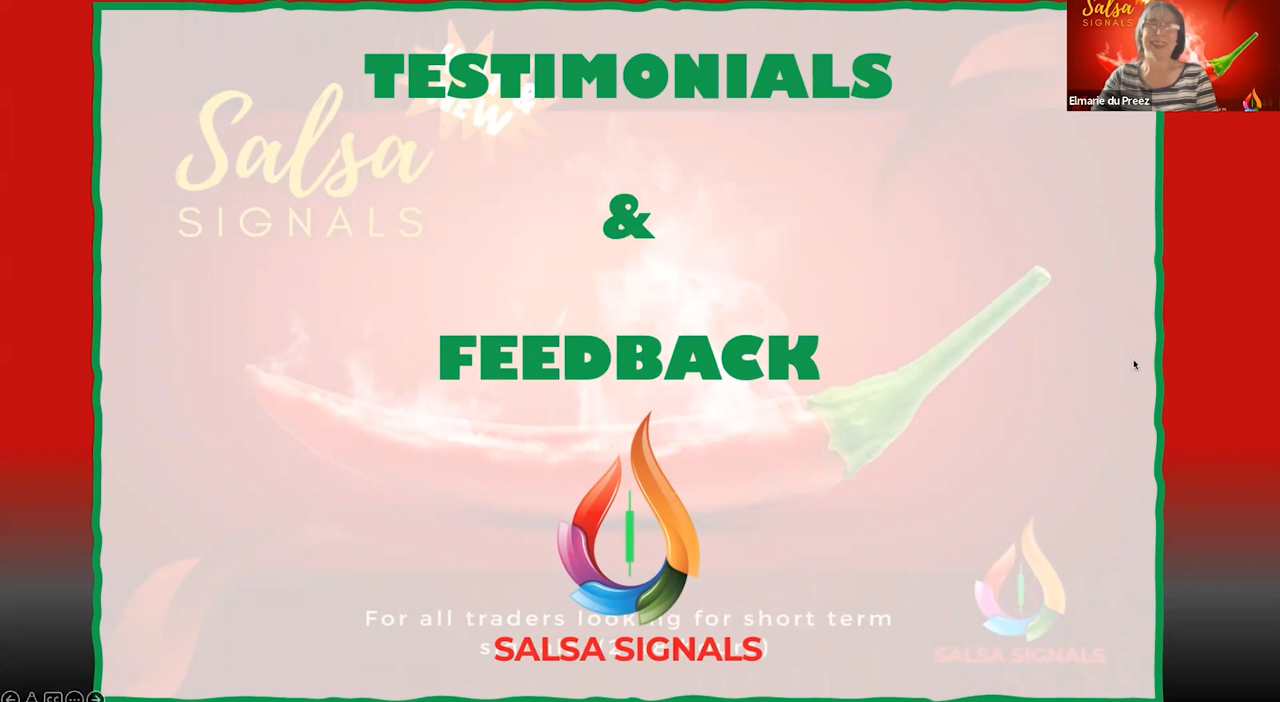 TESTIMONIALS
&
FEEDBACK
NEW
&
Salsa
SIGNALS
Salsa
SIGNALS
Elmarie du Preez
For all traders looking for short term
SALSA SIGNALS
SALSA SIGNALS